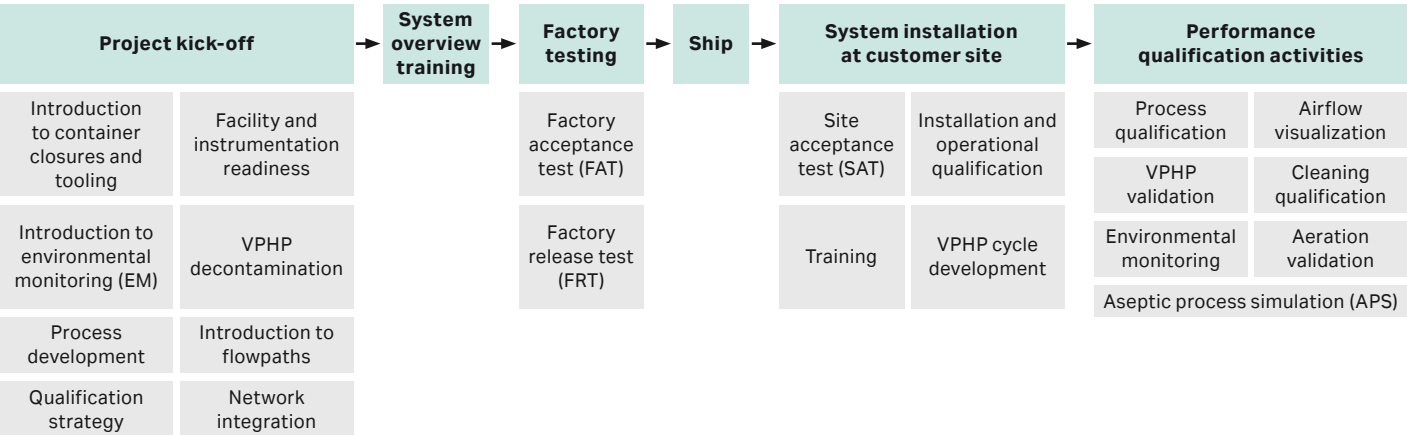 Project kick-off
System
overview
training
Factory
testing
Ship
System installation
at customer site
Performance
qualification activities
Introduction
to container
closures and
tooling
Facility and
instrumentation
readiness
Introduction to
environmental
monitoring (EM)
VPHP
decontamination
Process
development
Introduction to
flowpaths
Qualification
strategy
Network
integration
Factory
acceptance
test (FAT)
Factory
release test
(FRT)
Site
acceptance
test (SAT)
Installation and
operational
qualification
Training
VPHP cycle
development
Process
qualification
Airflow
visualization
VPHP
validation
Cleaning
qualification
Environmental
monitoring
Aeration
validation
Aseptic process simulation (APS)